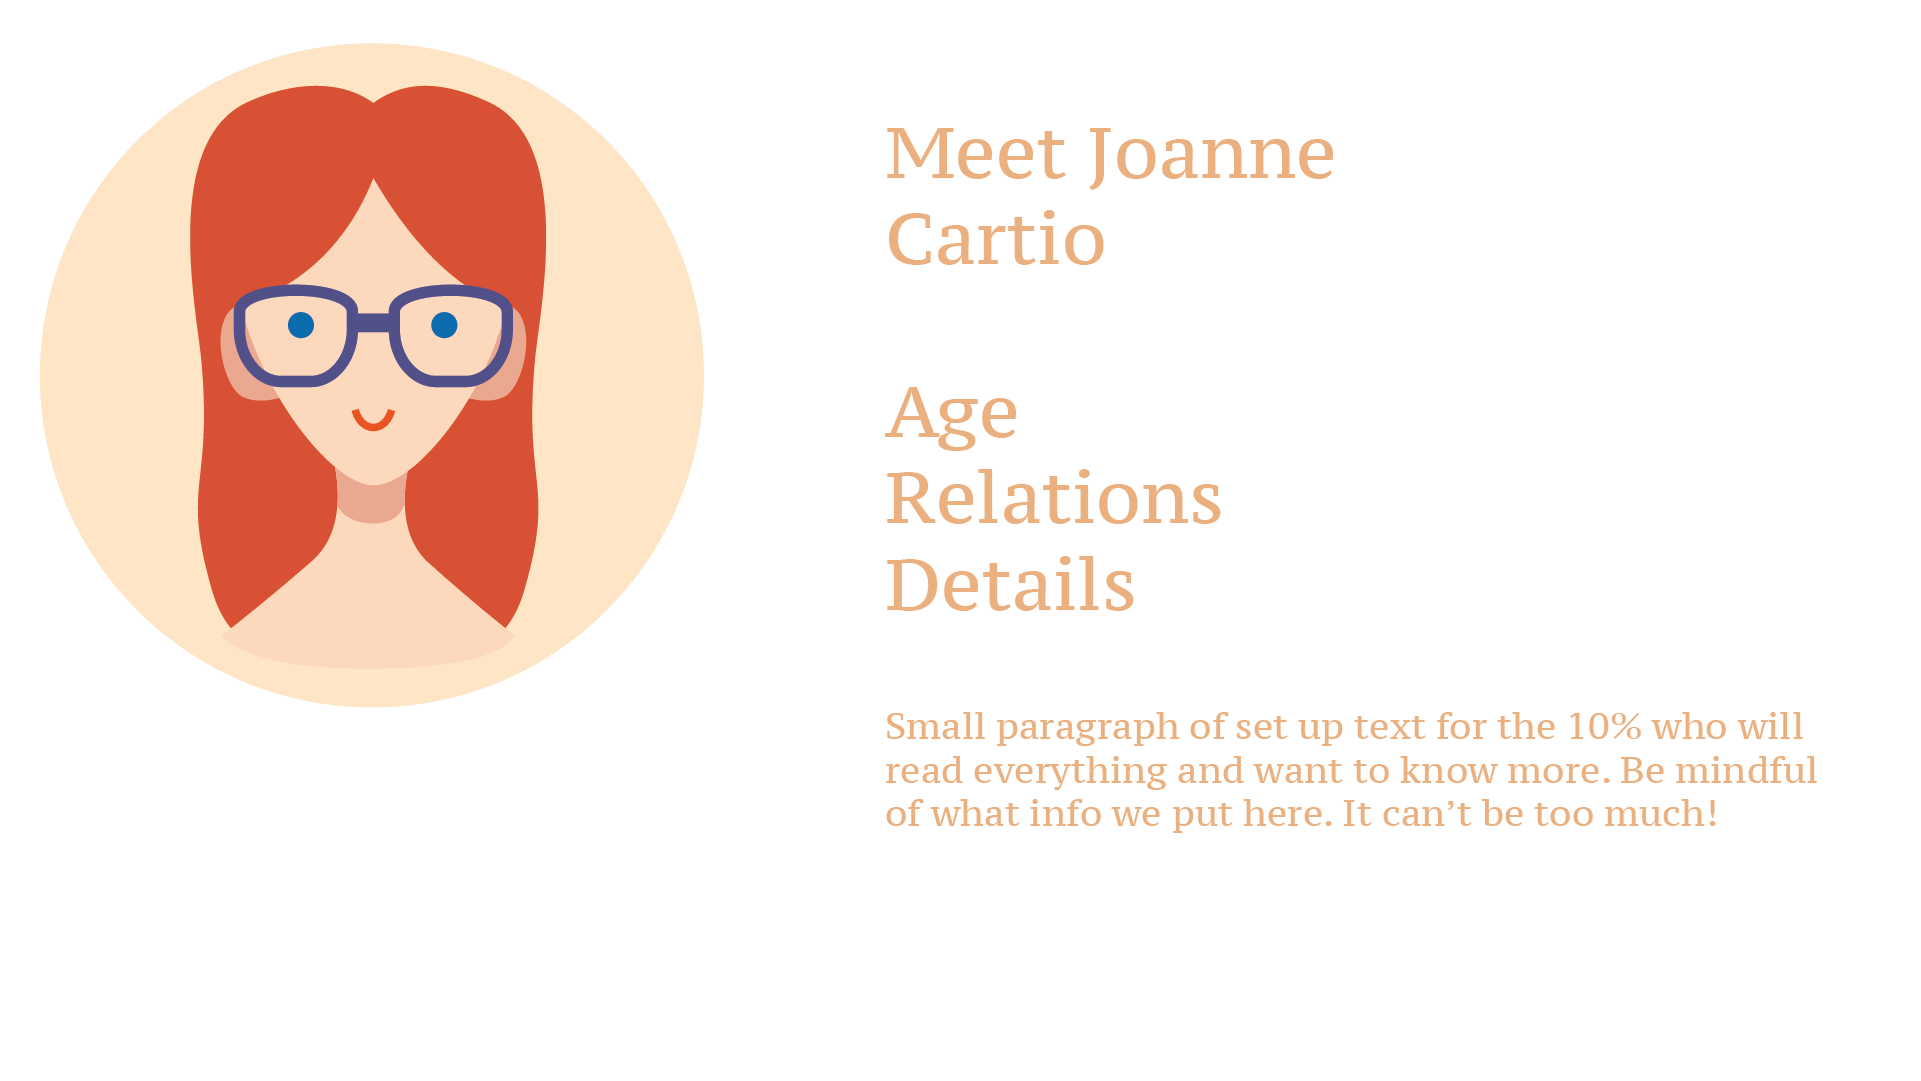 Meet Joanne
Cartio
Age
Relations
Details
Small paragraph of set up text for the 10% who will
read everything and want to know more. Be mindful
of what info we put here. It can’t be too much!